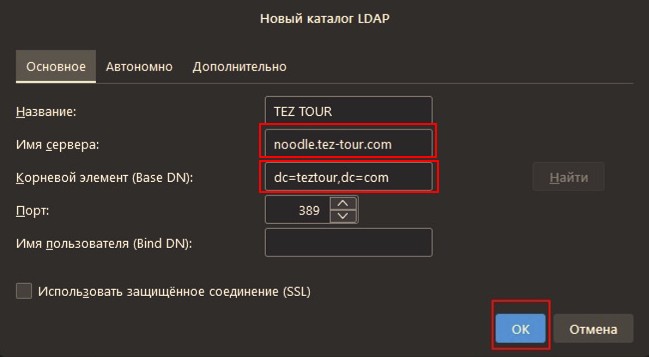 Новый каталог LDAP
Основное Автономно Дополнительно
Название: TEZ TOUR
Имя сервера: noodle.tez-tour.com
Корневой элемент (Base DN): dc=teztour,dc=com Найти
Порт: 389
Имя пользователя (Bind DN):
Использовать защищённое соединение (SSL)
OK Отмена